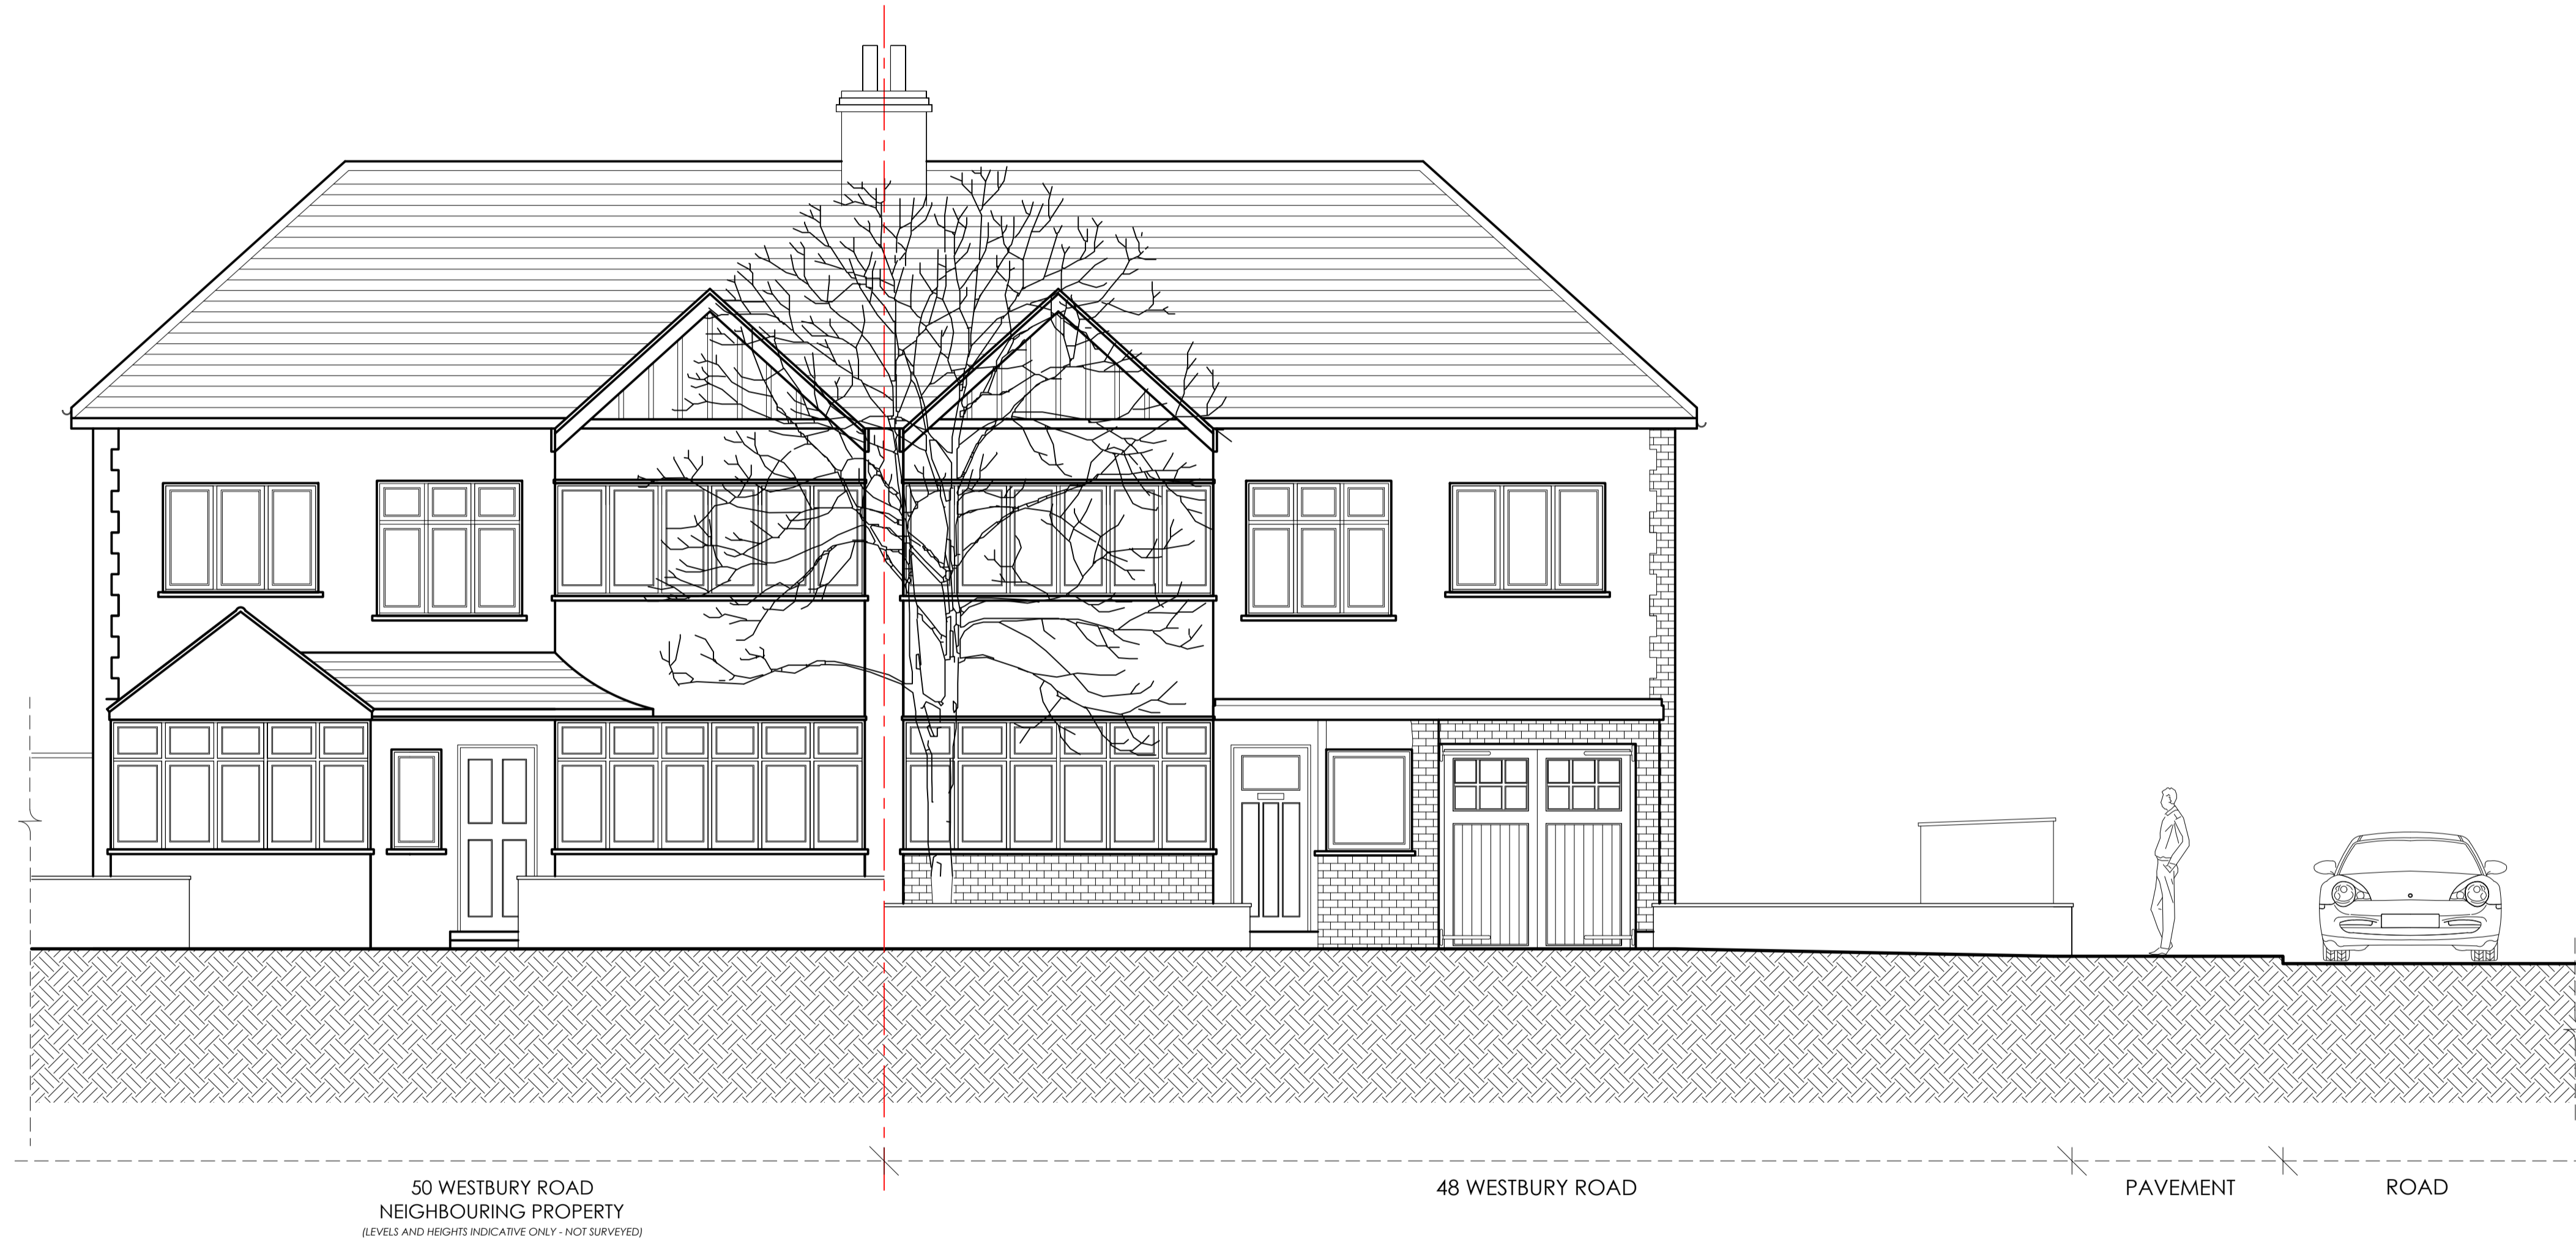 50 WESTBURY ROAD
NEIGHBOURING PROPERTY
(LEVELS AND HEIGHTS INDICATIVE ONLY - NOT SURVEYED)
48 WESTBURY ROAD
PAVEMENT
ROAD